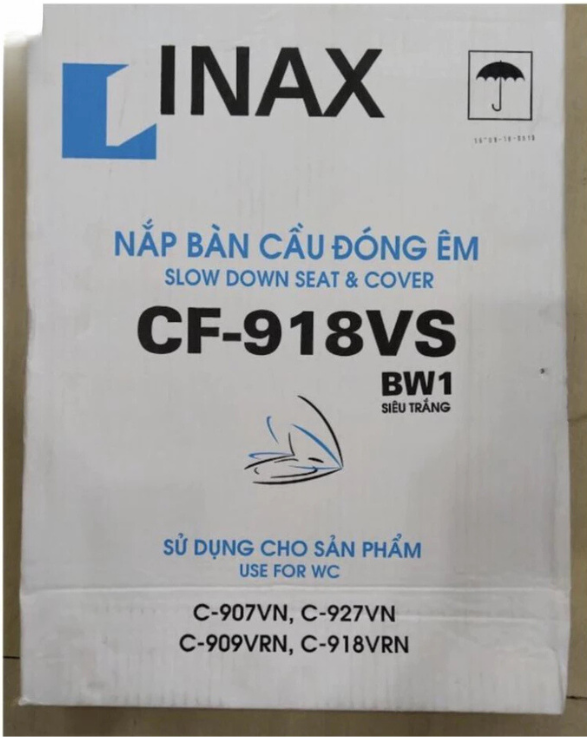 INAX
NẮP BÀN CẦU ĐÓNG ÊM
SLOW DOWN SEAT & COVER
CF-918VS
BW1
SIÊU TRẮNG
SỬ DỤNG CHO SẢN PHẨM
USE FOR WC
C-907VN, C-927VN
C-909VRN, C-918VRN